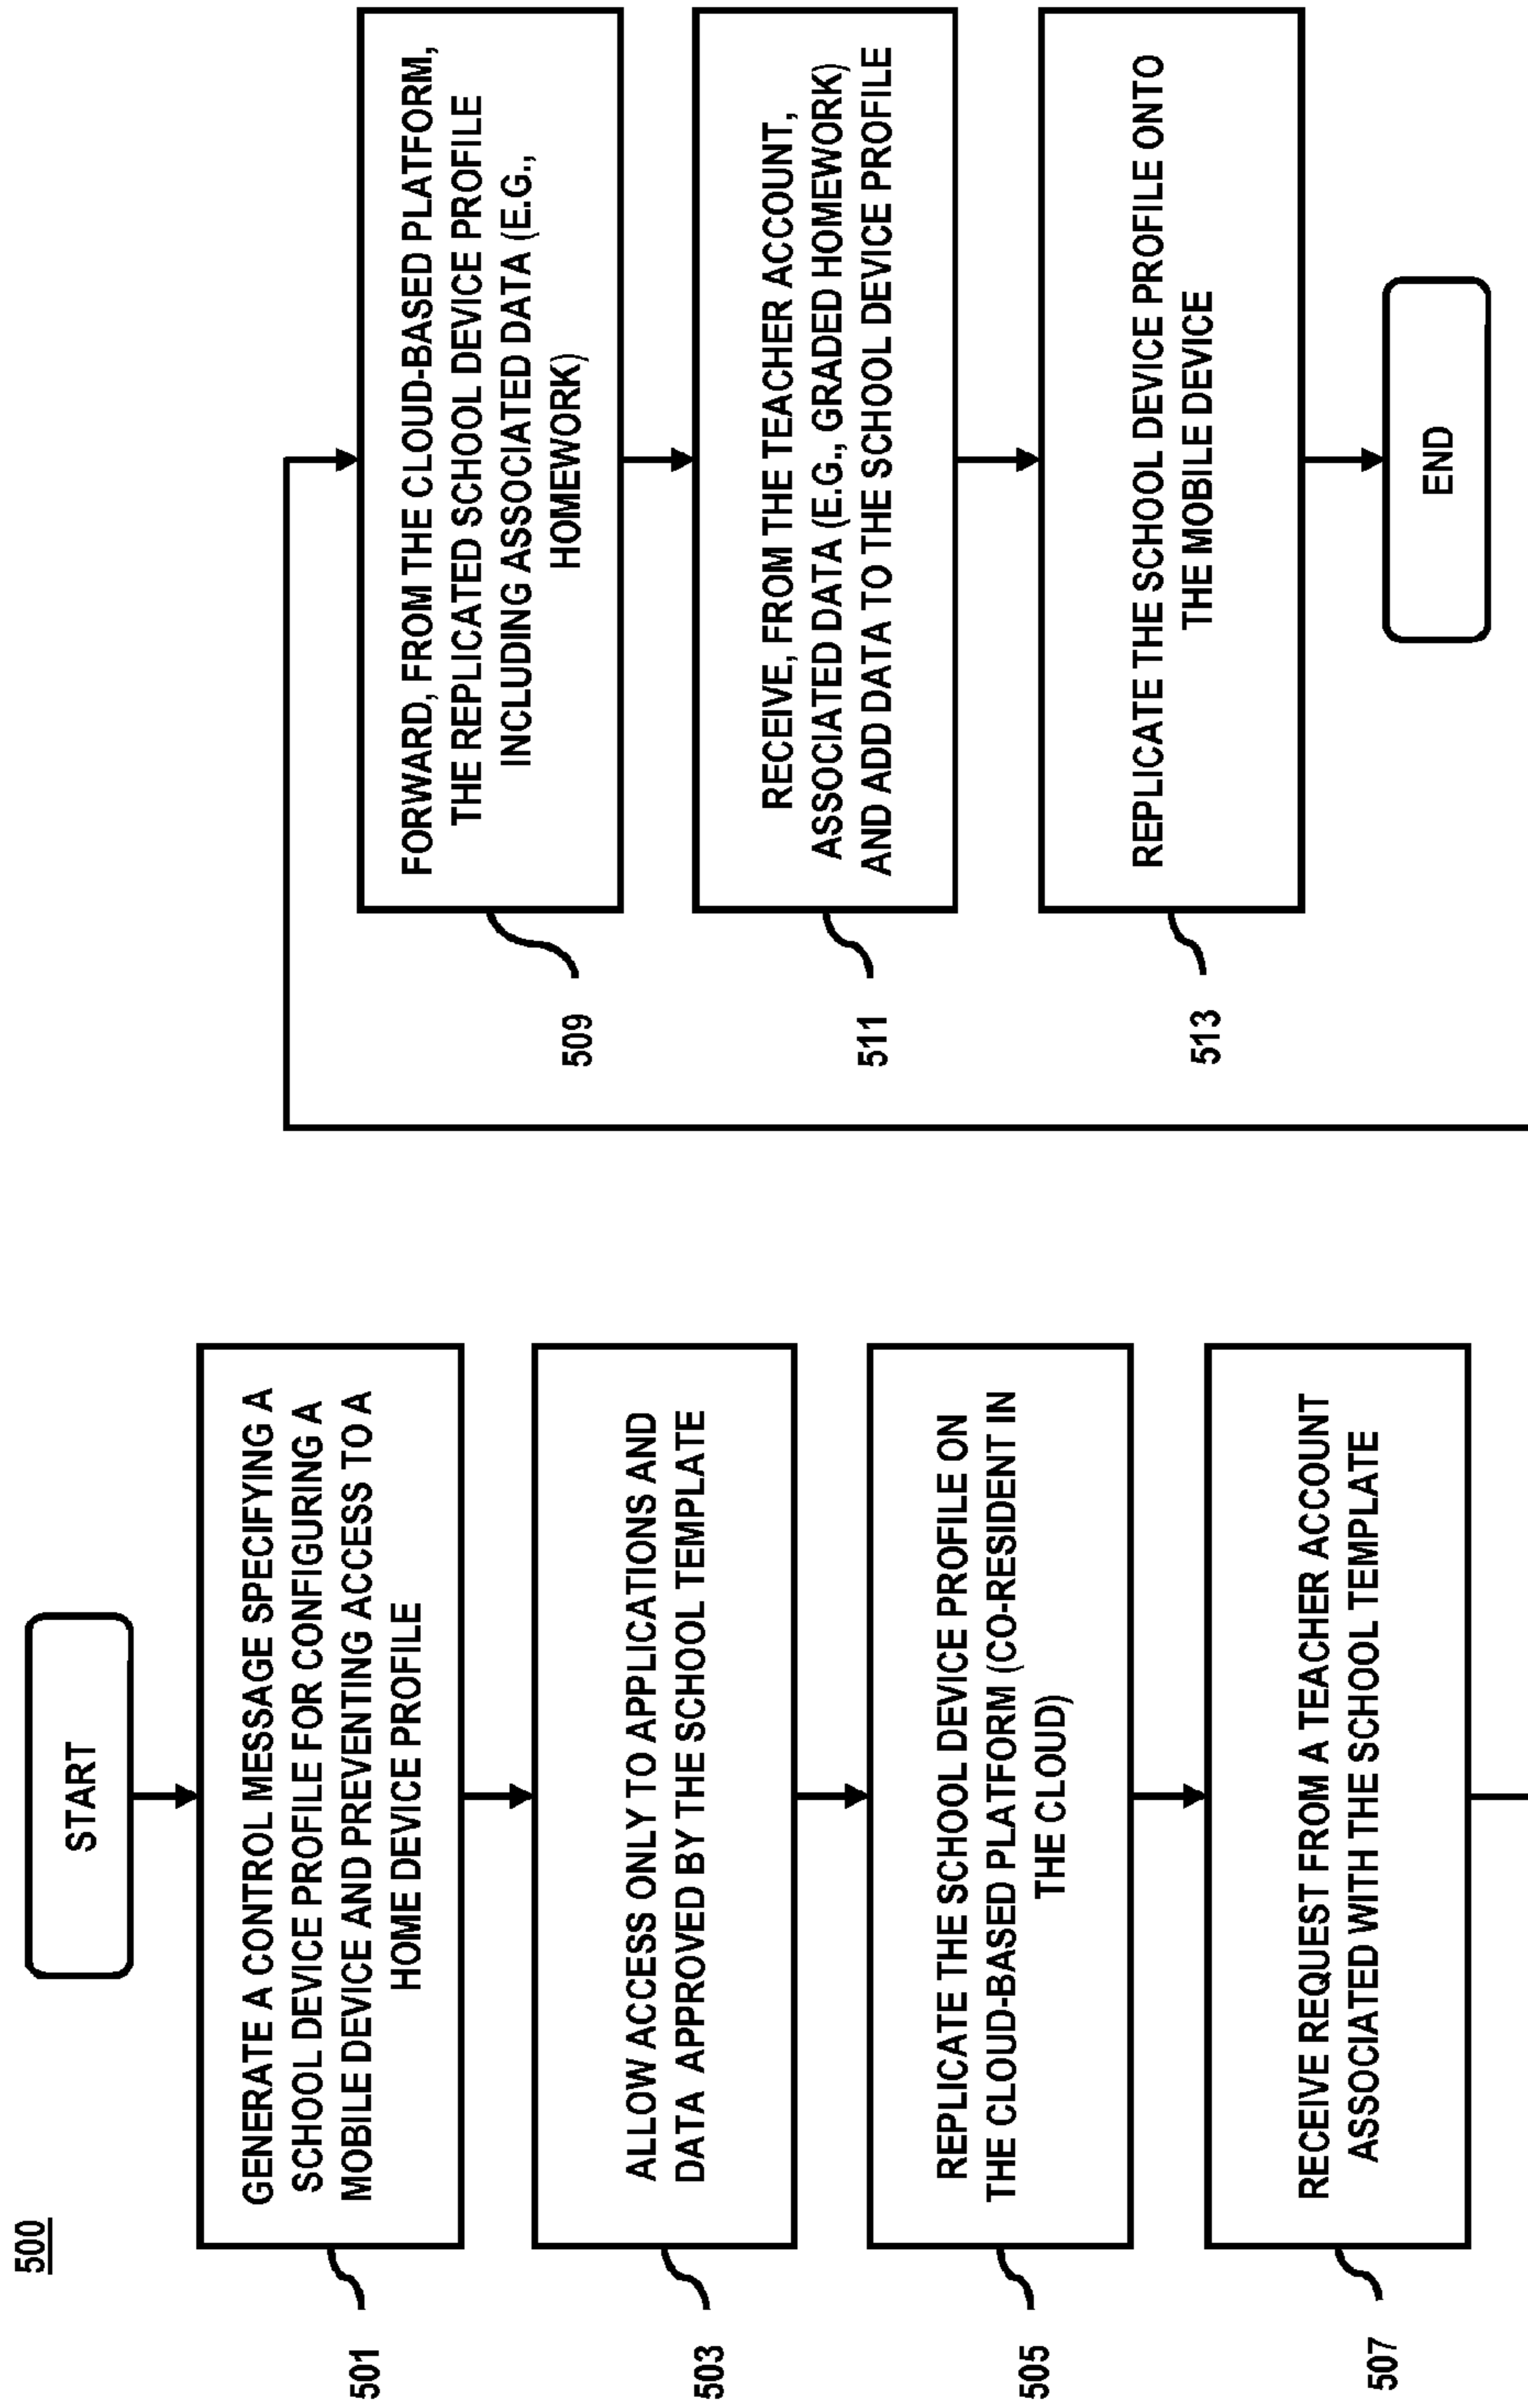 500
START
501
GENERATE A CONTROL MESSAGE SPECIFYING A
SCHOOL DEVICE PROFILE FOR CONFIGURING A
MOBILE DEVICE AND PREVENTING ACCESS TO A
HOME DEVICE PROFILE
503
ALLOW ACCESS ONLY TO APPLICATIONS AND
DATA APPROVED BY THE SCHOOL TEMPLATE
505
REPLICATE THE SCHOOL DEVICE PROFILE ON
THE CLOUD-BASED PLATFORM (CO-RESIDENT IN
THE CLOUD)
507
RECEIVE REQUEST FROM A TEACHER ACCOUNT
ASSOCIATED WITH THE SCHOOL TEMPLATE
509
FORWARD, FROM THE CLOUD-BASED PLATFORM,
THE REPLICATED SCHOOL DEVICE PROFILE
INCLUDING ASSOCIATED DATA (E.G.,
HOMEWORK)
511
RECEIVE, FROM THE TEACHER ACCOUNT,
ASSOCIATED DATA (E.G., GRADED HOMEWORK)
AND ADD DATA TO THE SCHOOL DEVICE PROFILE
513
REPLICATE THE SCHOOL DEVICE PROFILE ONTO
THE MOBILE DEVICE
END